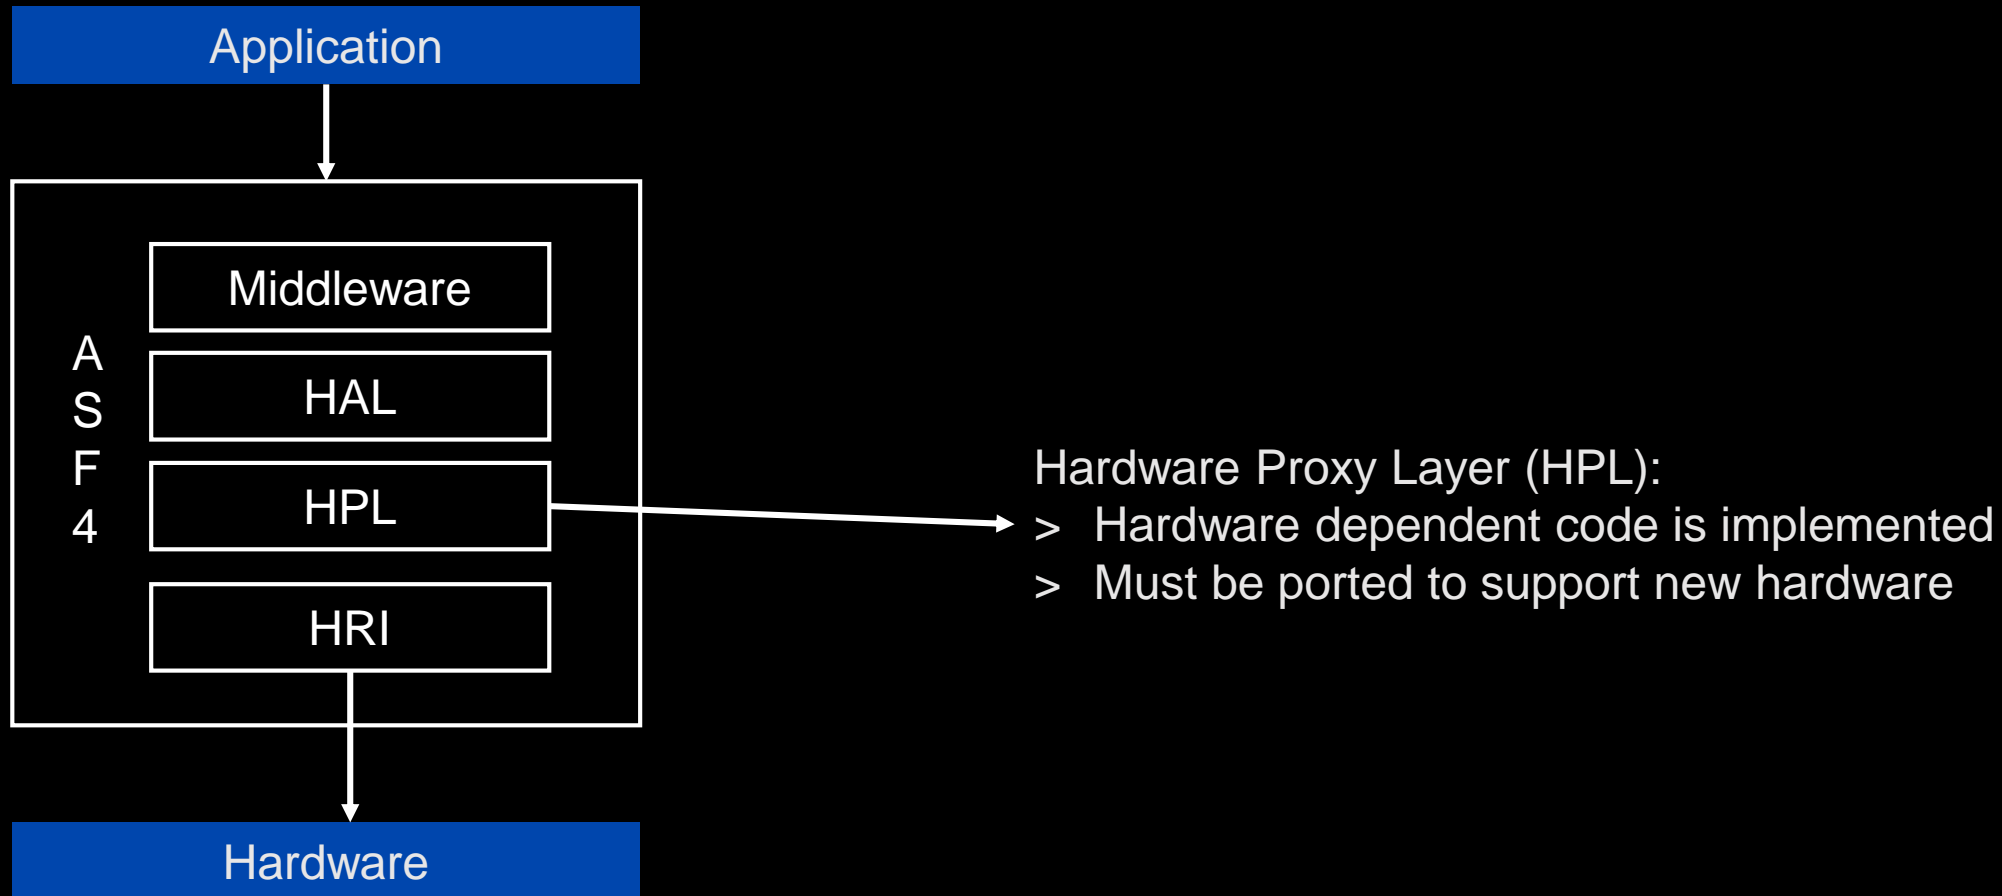 Application
A
S
F
4
Middleware
HAL
HPL
HRI
Hardware Proxy Layer (HPL):
> Hardware dependent code is implemented
> Must be ported to support new hardware
Hardware